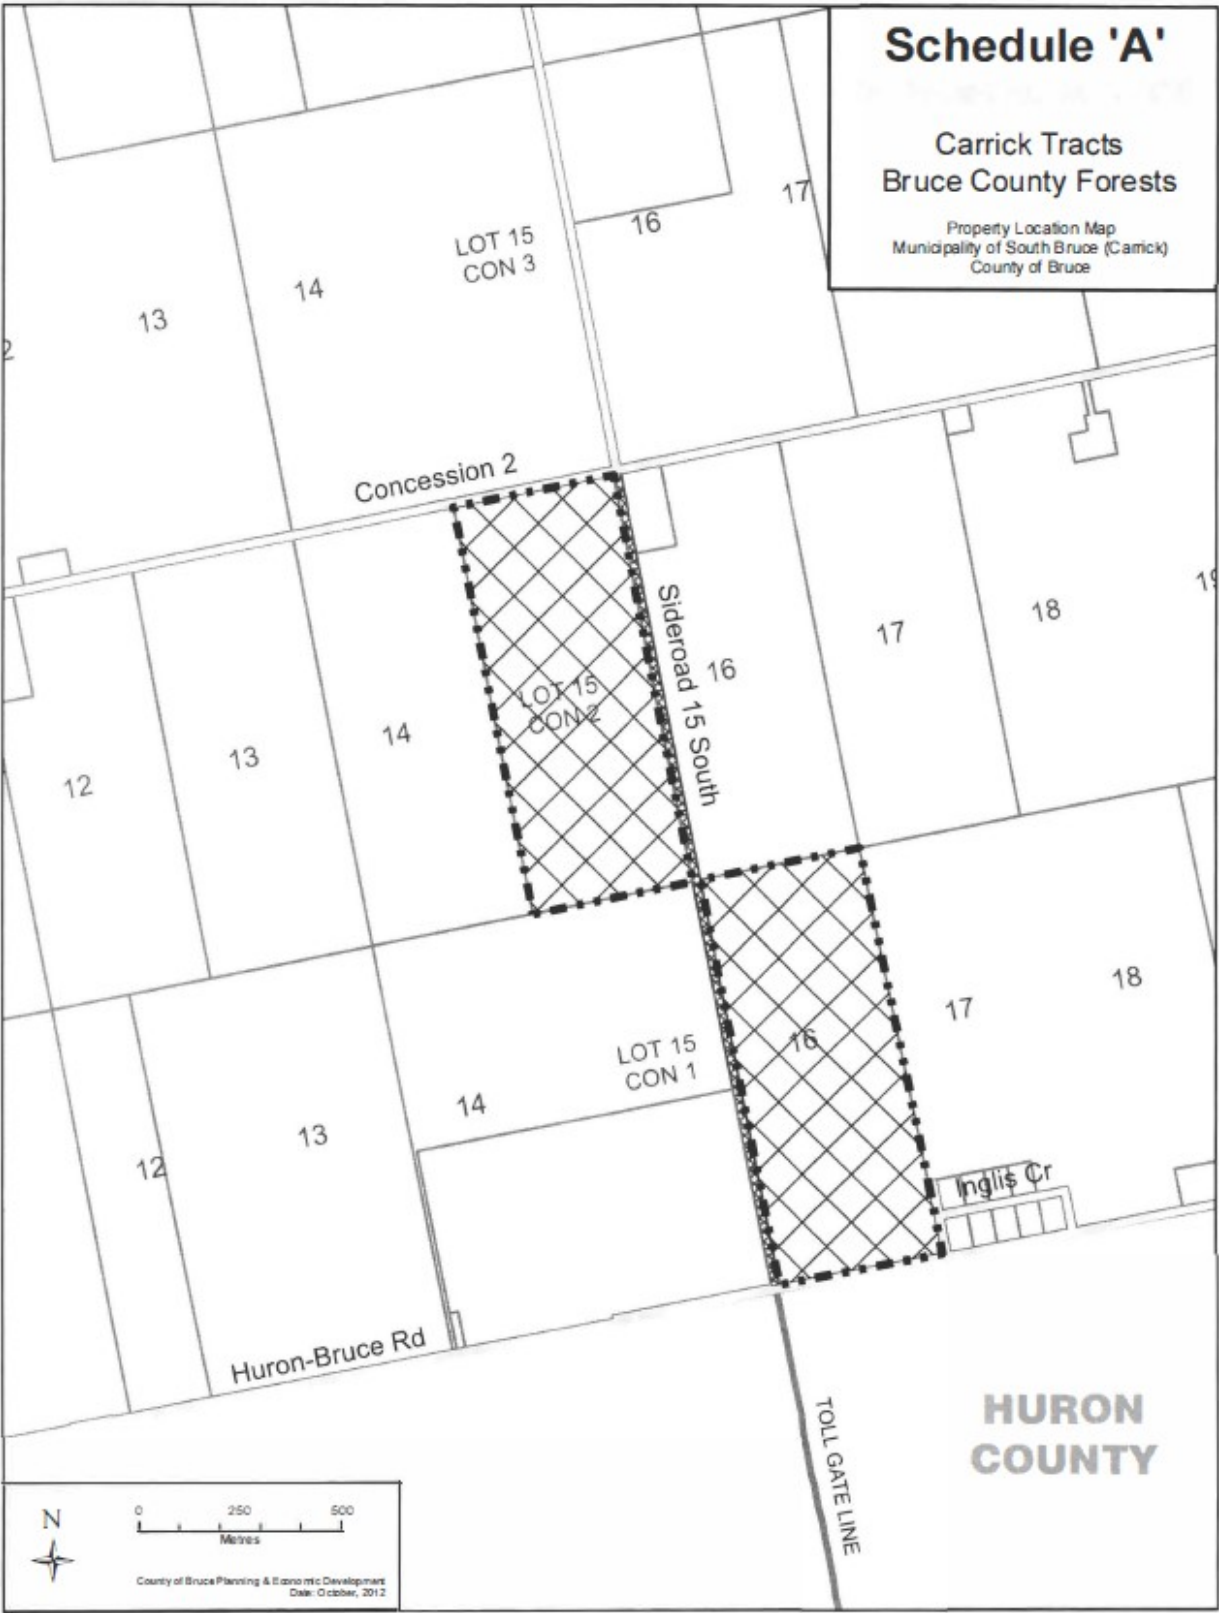 Schedule 'A'
Carrick Tracts
Bruce County Forests
Property Location Map
Municipality of South Bruce (Carrick)
County of Bruce
17
16
LOT 15
CON 3
14
13
2
Concession 2
19
18
17
16
Sideroad 15 South
LOT 15
CON 2
14
13
12
18
17
16
LOT 15
CON 1
14
13
12
Inglis Cr
Huron-Bruce Rd
TOLL GATE LINE
HURON
COUNTY
N
0 250 500
Metres
County of Bruce Planning & Economic Development
Date: October, 2012